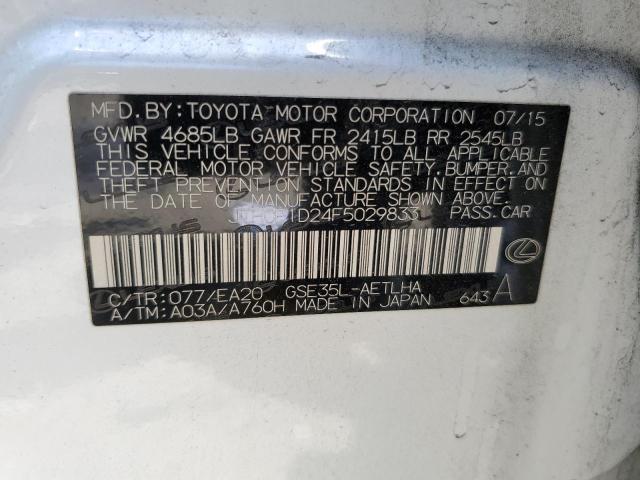 MFD. BY: TOYOTA MOTOR CORPORATION 07/15
GVWR 4685LB GAWR FR 2415LB RR 2545LB
THIS VEHICLE CONFORMS TO ALL APPLICABLE
FEDERAL MOTOR VEHICLE SAFETY, BUMPER, AND
THEFT PREVENTION STANDARDS IN EFFECT ON
THE DATE OF MANUFACTURE SHOWN ABOVE.
PASS. CAR
C/TR: 077/EA20 GSE35L-AETLHA
A/TM: A03A/A760H MADE IN JAPAN 643 A